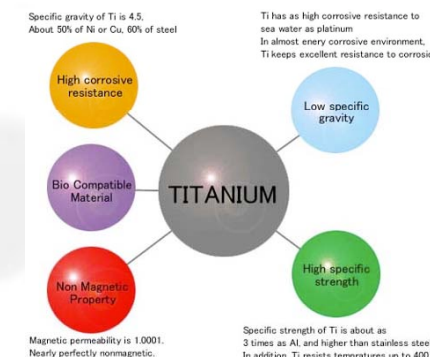 Specific gravity of Ti is 4.5,
About 50% of Ni or Cu, 60% of steel
Ti has as high corrosive resistance to
sea water as platinum
In almost enery corrosive environment,
Ti keeps excellent resistance to corrosio
High corrosive
resistance
Low specific
gravity
Bio Compatible
Material
TITANIUM
Non Magnetic
Property
High specific
strength
Magnetic permeability is 1.0001.
Nearly perfectly nonmagnetic.
Specific strength of Ti is about as
3 times as Al, and higher than stainless stee
In addition, Ti resists tempratures up to 400